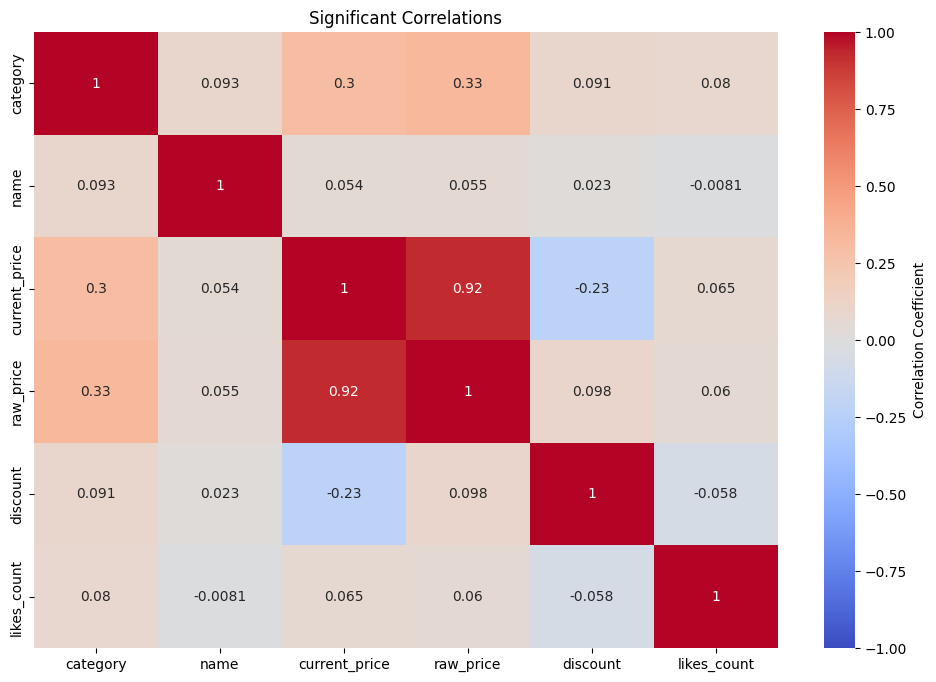 Significant Correlations
category 1 0.093 0.3 0.33 0.091 0.08
name 0.093 1 0.054 0.055 0.023 -0.0081
current_price 0.3 0.054 1 0.92 -0.23 0.065
raw_price 0.33 0.055 0.92 1 0.098 0.06
discount 0.091 0.023 -0.23 0.098 1 -0.058
likes_count 0.08 -0.0081 0.065 0.06 -0.058 1
category name current_price raw_price discount likes_count
1.00
0.75
0.50
0.25
0.00
−0.25
−0.50
−0.75
−1.00
Correlation Coefficient